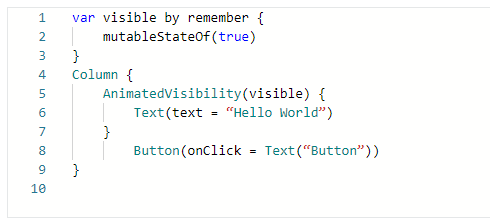 1 var visible by remember {
2     mutableStateOf(true)
3 }
4 Column {
5     AnimatedVisibility(visible) {
6         Text(text = “Hello World”)
7     }
8         Button(onClick = Text(“Button”))
9 }
10